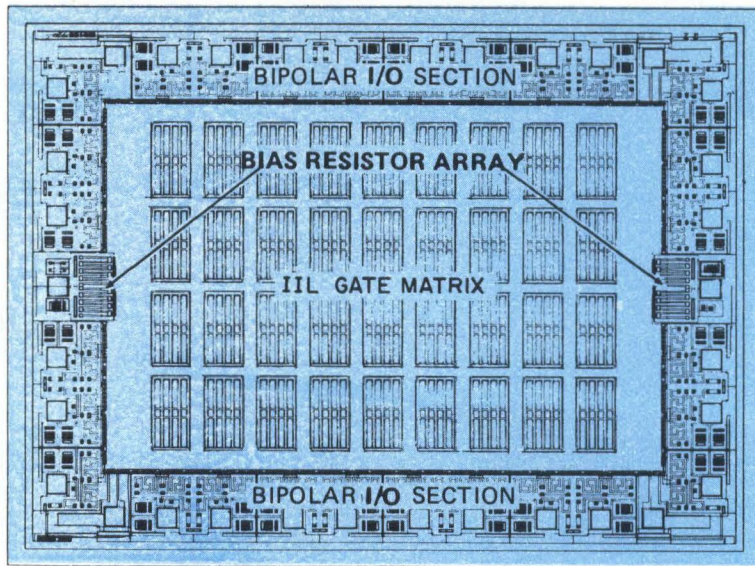 BIPOLAR I/O SECTION
BIAS RESISTOR ARRAY
IIL GATE MATRIX
BIPOLAR I/O SECTION